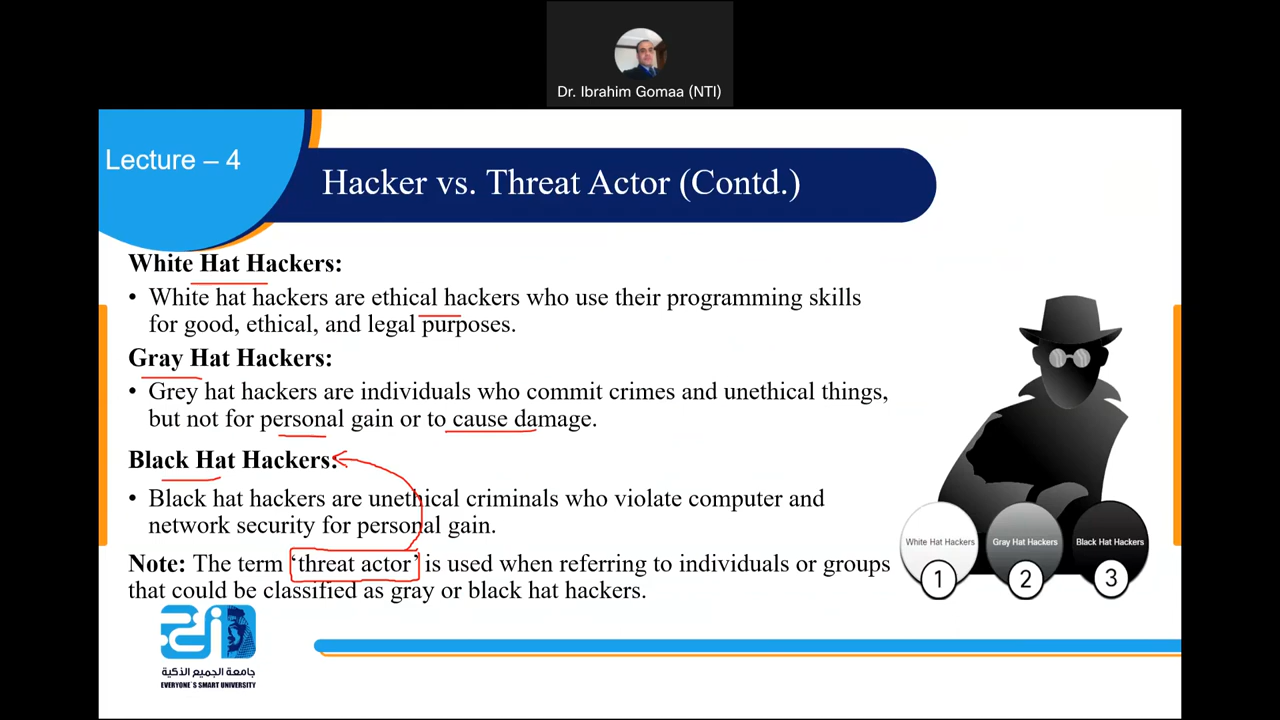 Dr. Ibrahim Gomaa (NTI)
Lecture – 4
Hacker vs. Threat Actor (Contd.)
White Hat Hackers:
• White hat hackers are ethical hackers who use their programming skills
for good, ethical, and legal purposes.
Gray Hat Hackers:
• Grey hat hackers are individuals who commit crimes and unethical things,
but not for personal gain or to cause damage.
Black Hat Hackers:
• Black hat hackers are unethical criminals who violate computer and
network security for personal gain.
Note: The term ‘threat actor’ is used when referring to individuals or groups
that could be classified as gray or black hat hackers.
White Hat Hackers
Gray Hat Hackers
Black Hat Hackers
1
2
3
جامعة الجميع الذكية
EVERYONE`S SMART UNIVERSITY